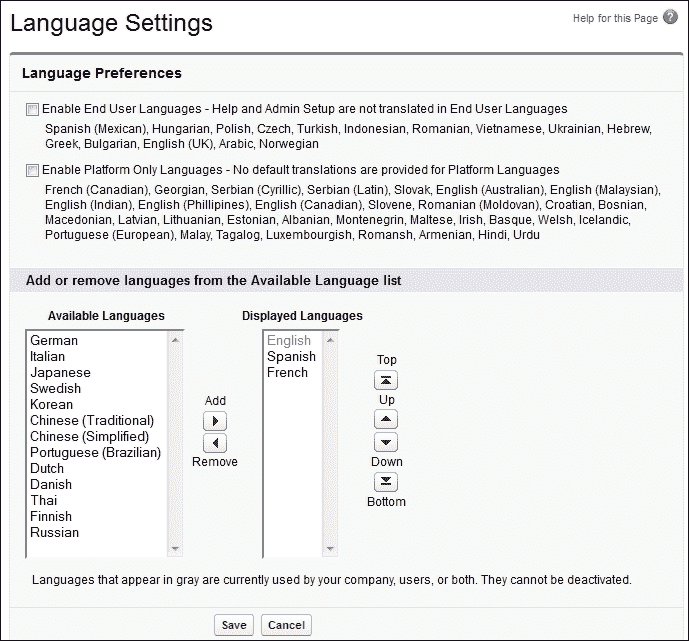 Language Settings
Help for this Page
Language Preferences
Enable End User Languages - Help and Admin Setup are not translated in End User Languages
Spanish (Mexican), Hungarian, Polish, Czech, Turkish, Indonesian, Romanian, Vietnamese, Ukrainian, Hebrew,
Greek, Bulgarian, English (UK), Arabic, Norwegian
Enable Platform Only Languages - No default translations are provided for Platform Languages
French (Canadian), Georgian, Serbian (Cyrillic), Serbian (Latin), Slovak, English (Australian), English (Malaysian),
English (Indian), English (Phillipines), English (Canadian), Slovene, Romanian (Moldovan), Croatian, Bosnian,
Macedonian, Latvian, Lithuanian, Estonian, Albanian, Montenegrin, Maltese, Irish, Basque, Welsh, Icelandic,
Portuguese (European), Malay, Tagalog, Luxembourgish, Romansh, Armenian, Hindi, Urdu
Add or remove languages from the Available Language list
Available Languages
German
Italian
Japanese
Swedish
Korean
Chinese (Traditional)
Chinese (Simplified)
Portuguese (Brazilian)
Dutch
Danish
Thai
Finnish
Russian
Add
Remove
Displayed Languages
English
Spanish
French
Top
Up
Down
Bottom
Languages that appear in gray are currently used by your company, users, or both. They cannot be deactivated.
Save
Cancel